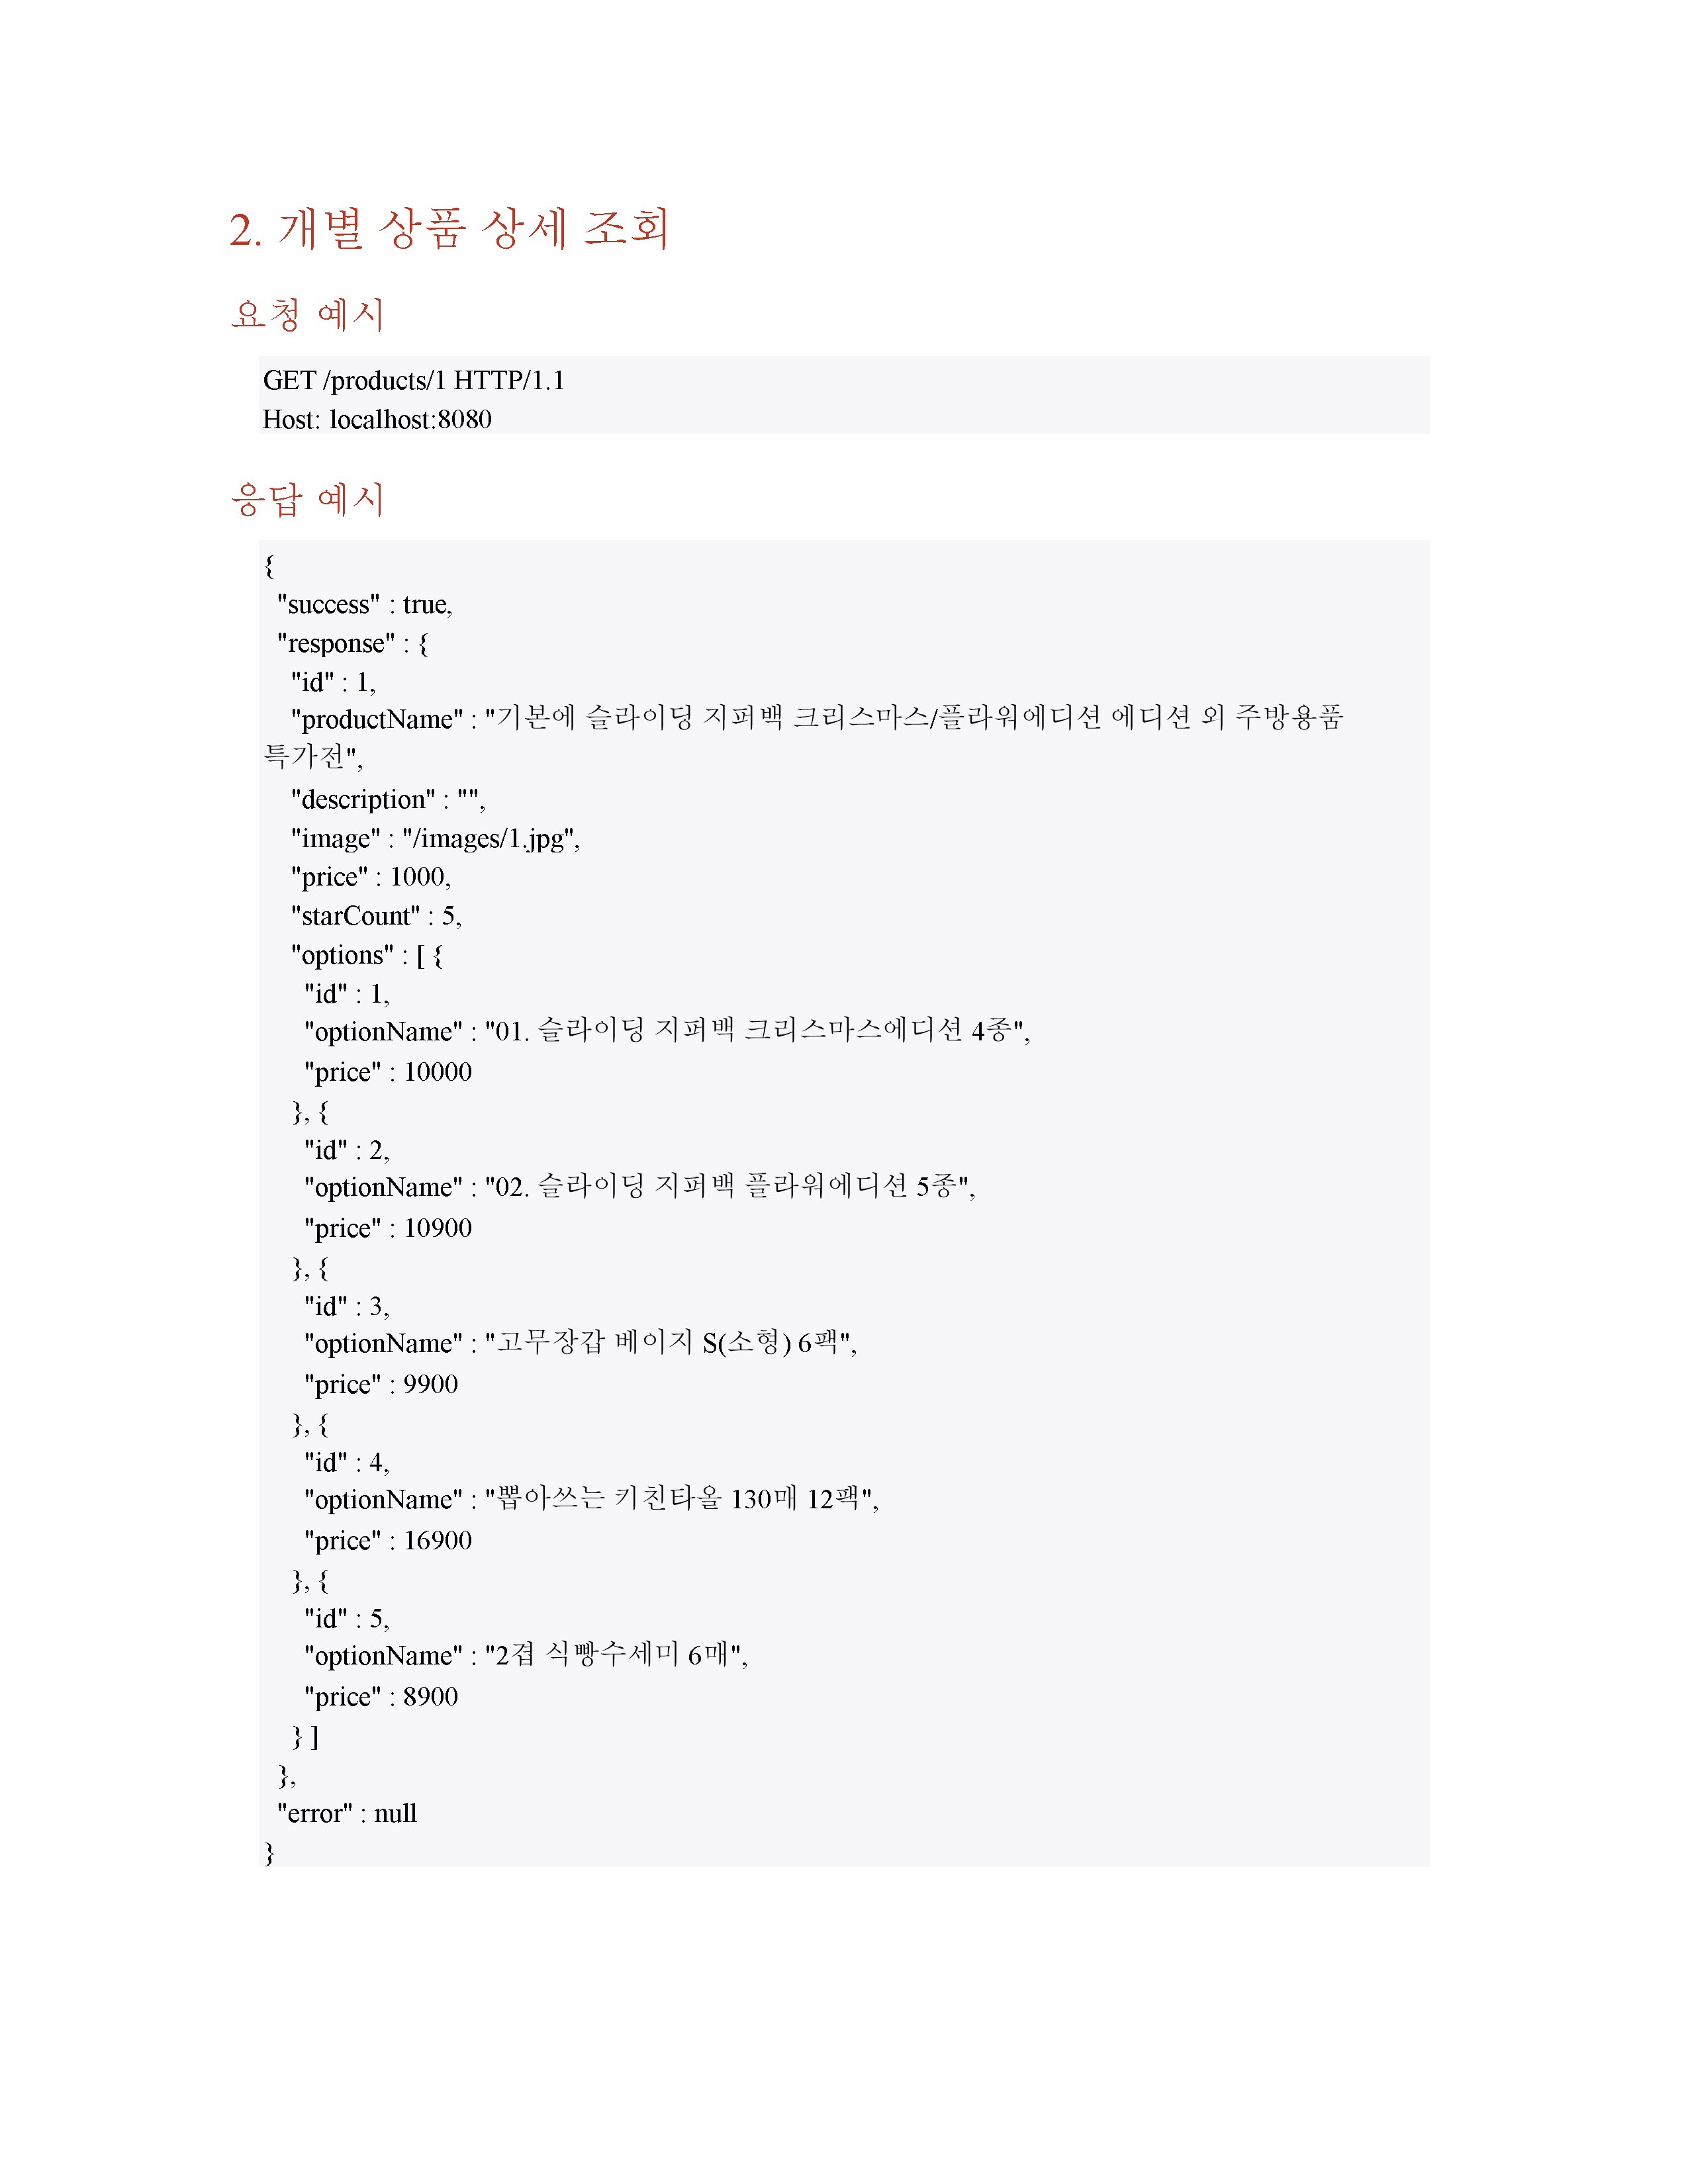 2. 개별 상품 상세 조회
요청 예시
GET /products/1 HTTP/1.1
Host: localhost:8080
응답 예시
{
"success" : true,
"response" : {
"id" : 1,
"productName" : "기본에 슬라이딩 지퍼백 크리스마스/플라워에디션 에디션 외 주방용품
특가전",
"description" : "",
"image" : "/images/1.jpg",
"price" : 1000,
"starCount" : 5,
"options" : [ {
"id" : 1,
"optionName" : "01. 슬라이딩 지퍼백 크리스마스에디션 4종",
"price" : 10000
}, {
"id" : 2,
"optionName" : "02. 슬라이딩 지퍼백 플라워에디션 5종",
"price" : 10900
}, {
"id" : 3,
"optionName" : "고무장갑 베이지 S(소형) 6팩",
"price" : 9900
}, {
"id" : 4,
"optionName" : "뽑아쓰는 키친타올 130매 12팩",
"price" : 16900
}, {
"id" : 5,
"optionName" : "2겹 식빵수세미 6매",
"price" : 8900
} ]
},
"error" : null
}